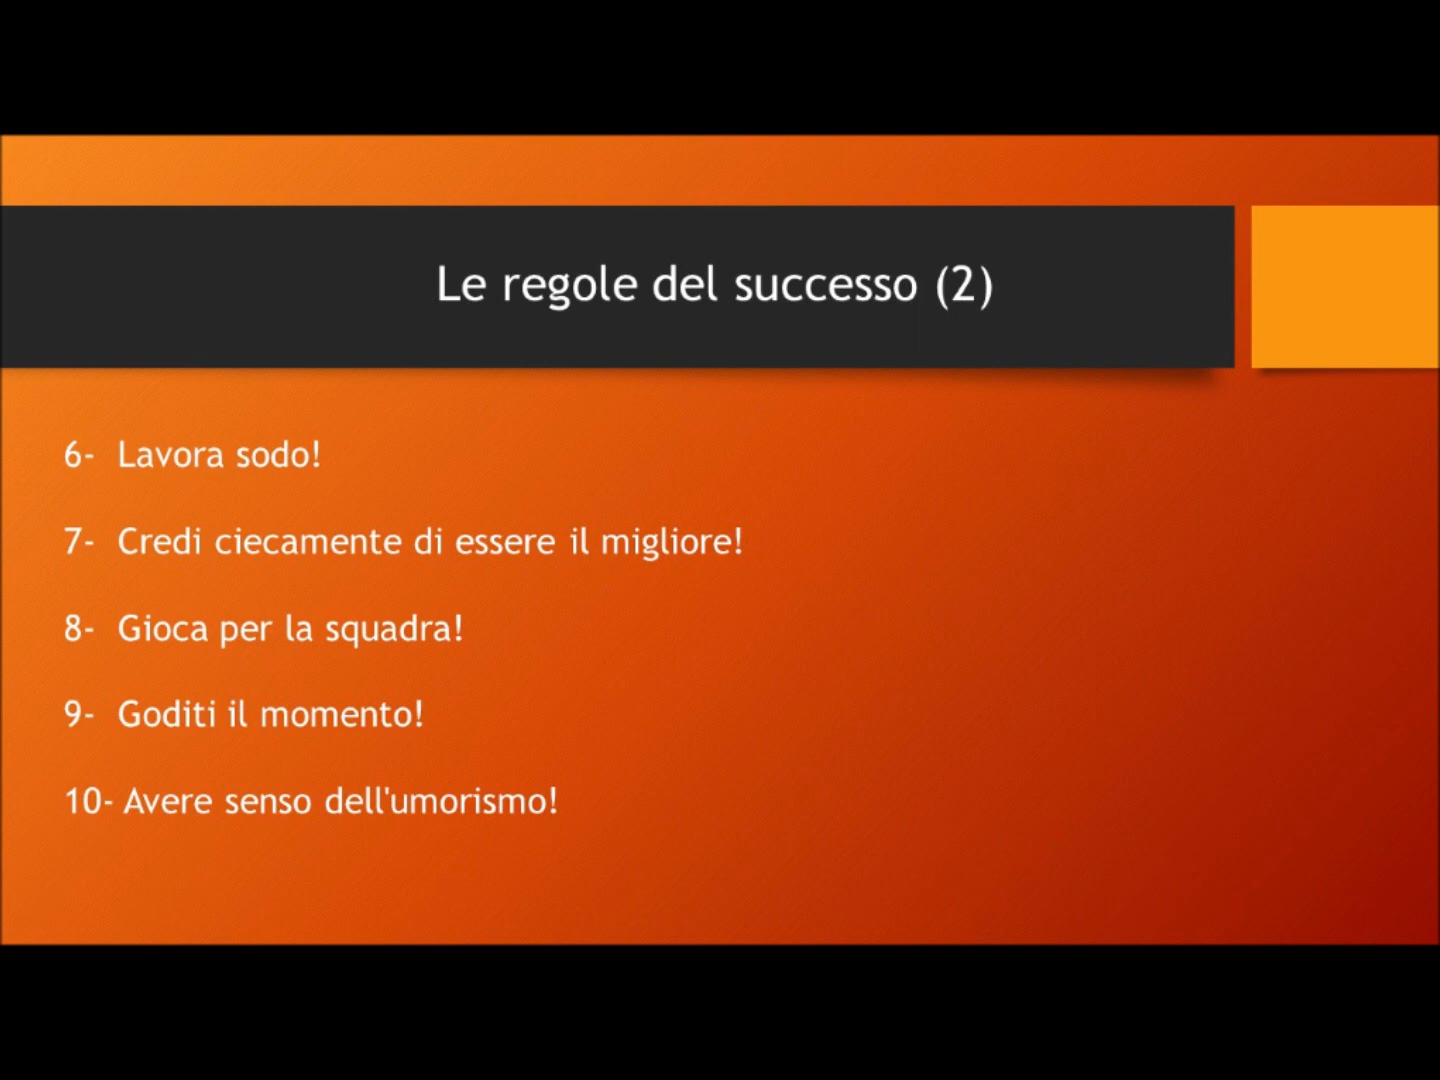 Le regole del successo (2)
6- Lavora sodo!
7- Credi ciecamente di essere il migliore!
8- Gioca per la squadra!
9- Goditi il momento!
10- Avere senso dell'umorismo!